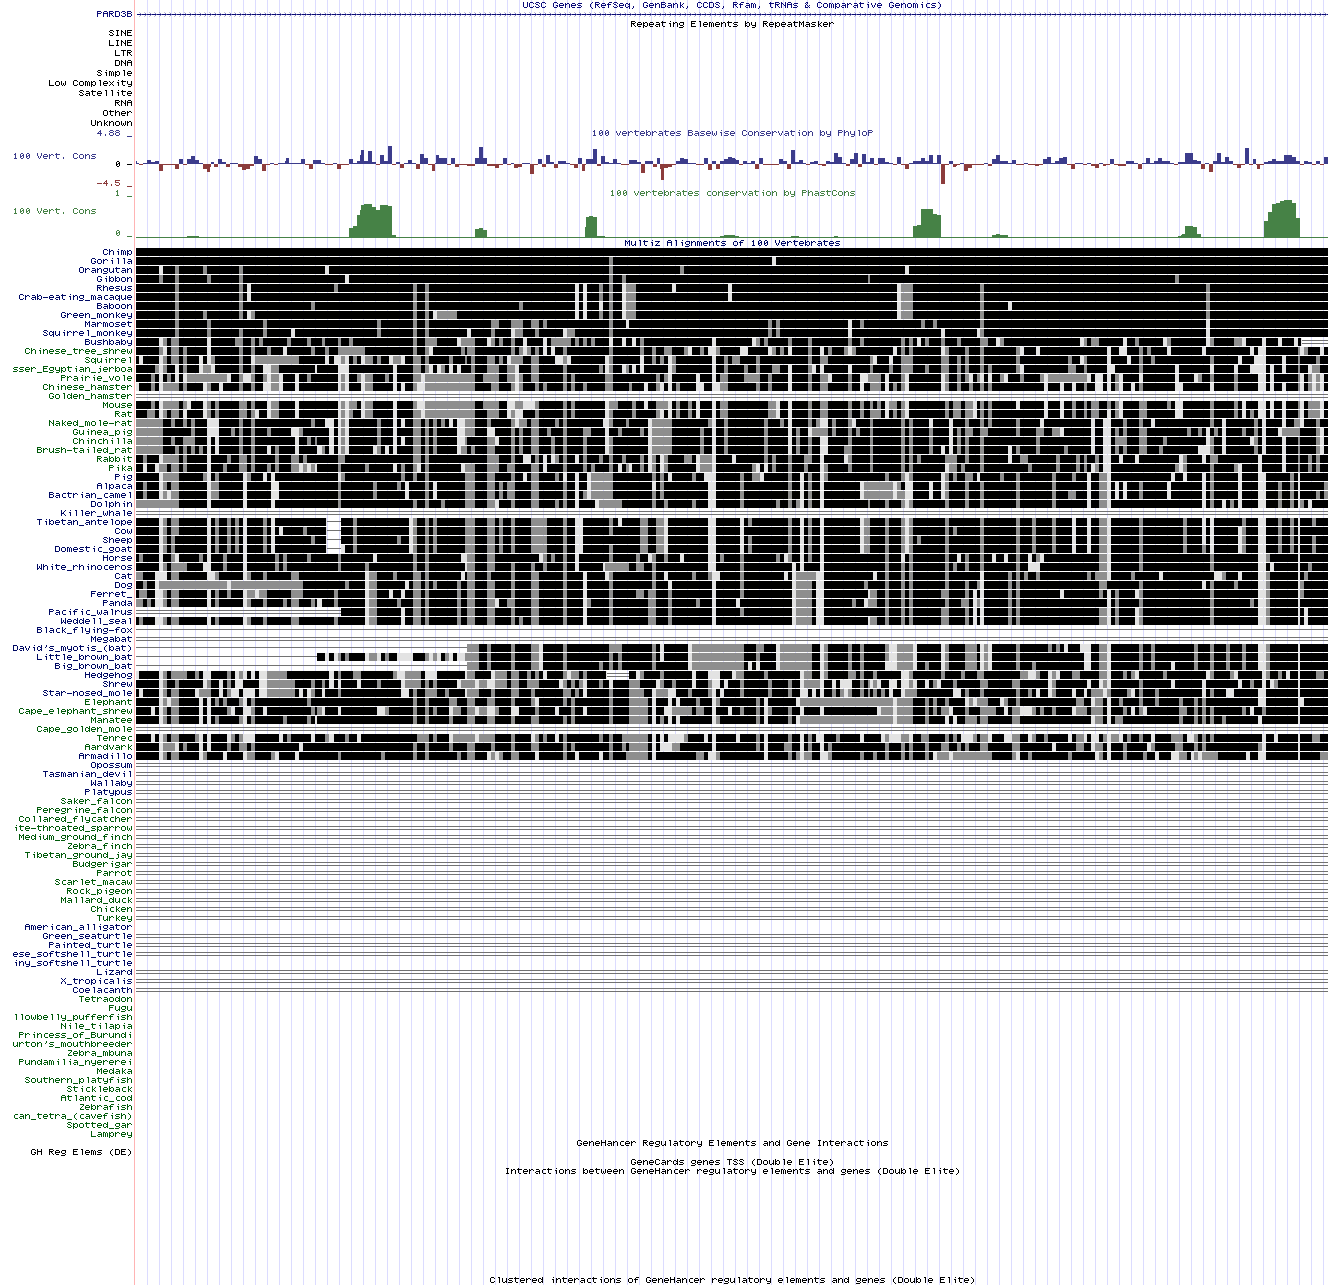 UCSC Genes (RefSeq, GenBank, CCDS, Rfam, tRNAs & Comparative Genomics)
PARD3B
Repeating Elements by RepeatMasker
SINE
LINE
LTR
DNA
Simple
Low Complexity
Satellite
RNA
Other
Unknown
4.88 _
100 vertebrates Basewise Conservation by PhyloP
100 Vert. Cons
0 -
-4.5 _
100 vertebrates conservation by PhastCons
1 _
100 Vert. Cons
0 _
Multiz Alignments of 100 Vertebrates
Chimp
Gorilla
Orangutan
Gibbon
Rhesus
Crab-eating_macaque
Baboon
Green_monkey
Marmoset
Squirrel_monkey
Bushbaby
Chinese_tree_shrew
Squirrel
sser_Egyptian_jerboa
Prairie_vole
Chinese_hamster
Golden_hamster
Mouse
Rat
Naked_mole-rat
Guinea_pig
Chinchilla
Brush-tailed_rat
Rabbit
Pika
Pig
Alpaca
Bactrian_camel
Dolphin
Killer_whale
Tibetan_antelope
Cow
Sheep
Domestic_goat
Horse
White_rhinoceros
Cat
Dog
Ferret_
Panda
Pacific_walrus
Weddell_seal
Black_flying-fox
Megabat
David's_myotis_(bat)
Little_brown_bat
Big_brown_bat
Hedgehog
Shrew
Star-nosed_mole
Elephant
Cape_elephant_shrew
Manatee
Cape_golden_mole
Tenrec
Aardvark
Armadillo
Opossum
Tasmanian_devil
Wallaby
Platypus
Saker_falcon
Peregrine_falcon
Collared_flycatcher
ite-throated_sparrow
Medium_ground_finch
Zebra_finch
Tibetan_ground_jay
Budgerigar
Parrot
Scarlet_macaw
Rock_pigeon
Mallard_duck
Chicken
Turkey
American_alligator
Green_seaturtle
Painted_turtle
ese_softshell_turtle
iny_softshell_turtle
Lizard
X_tropicalis
Coelacanth
Tetraodon
Fugu
llowbelly_pufferfish
Nile_tilapia
Princess_of_Burundi
urton's_mouthbreeder
Zebra_mbuna
Pundamilia_nyererei
Medaka
Southern_platyfish
Stickleback
Atlantic_cod
Zebrafish
can_tetra_(cavefish)
Spotted_gar
Lamprey
GeneHancer Regulatory Elements and Gene Interactions
GH Reg Elems (DE)
GeneCards genes TSS (Double Elite)
Interactions between GeneHancer regulatory elements and genes (Double Elite)
Clustered interactions of GeneHancer regulatory elements and genes (Double Elite)